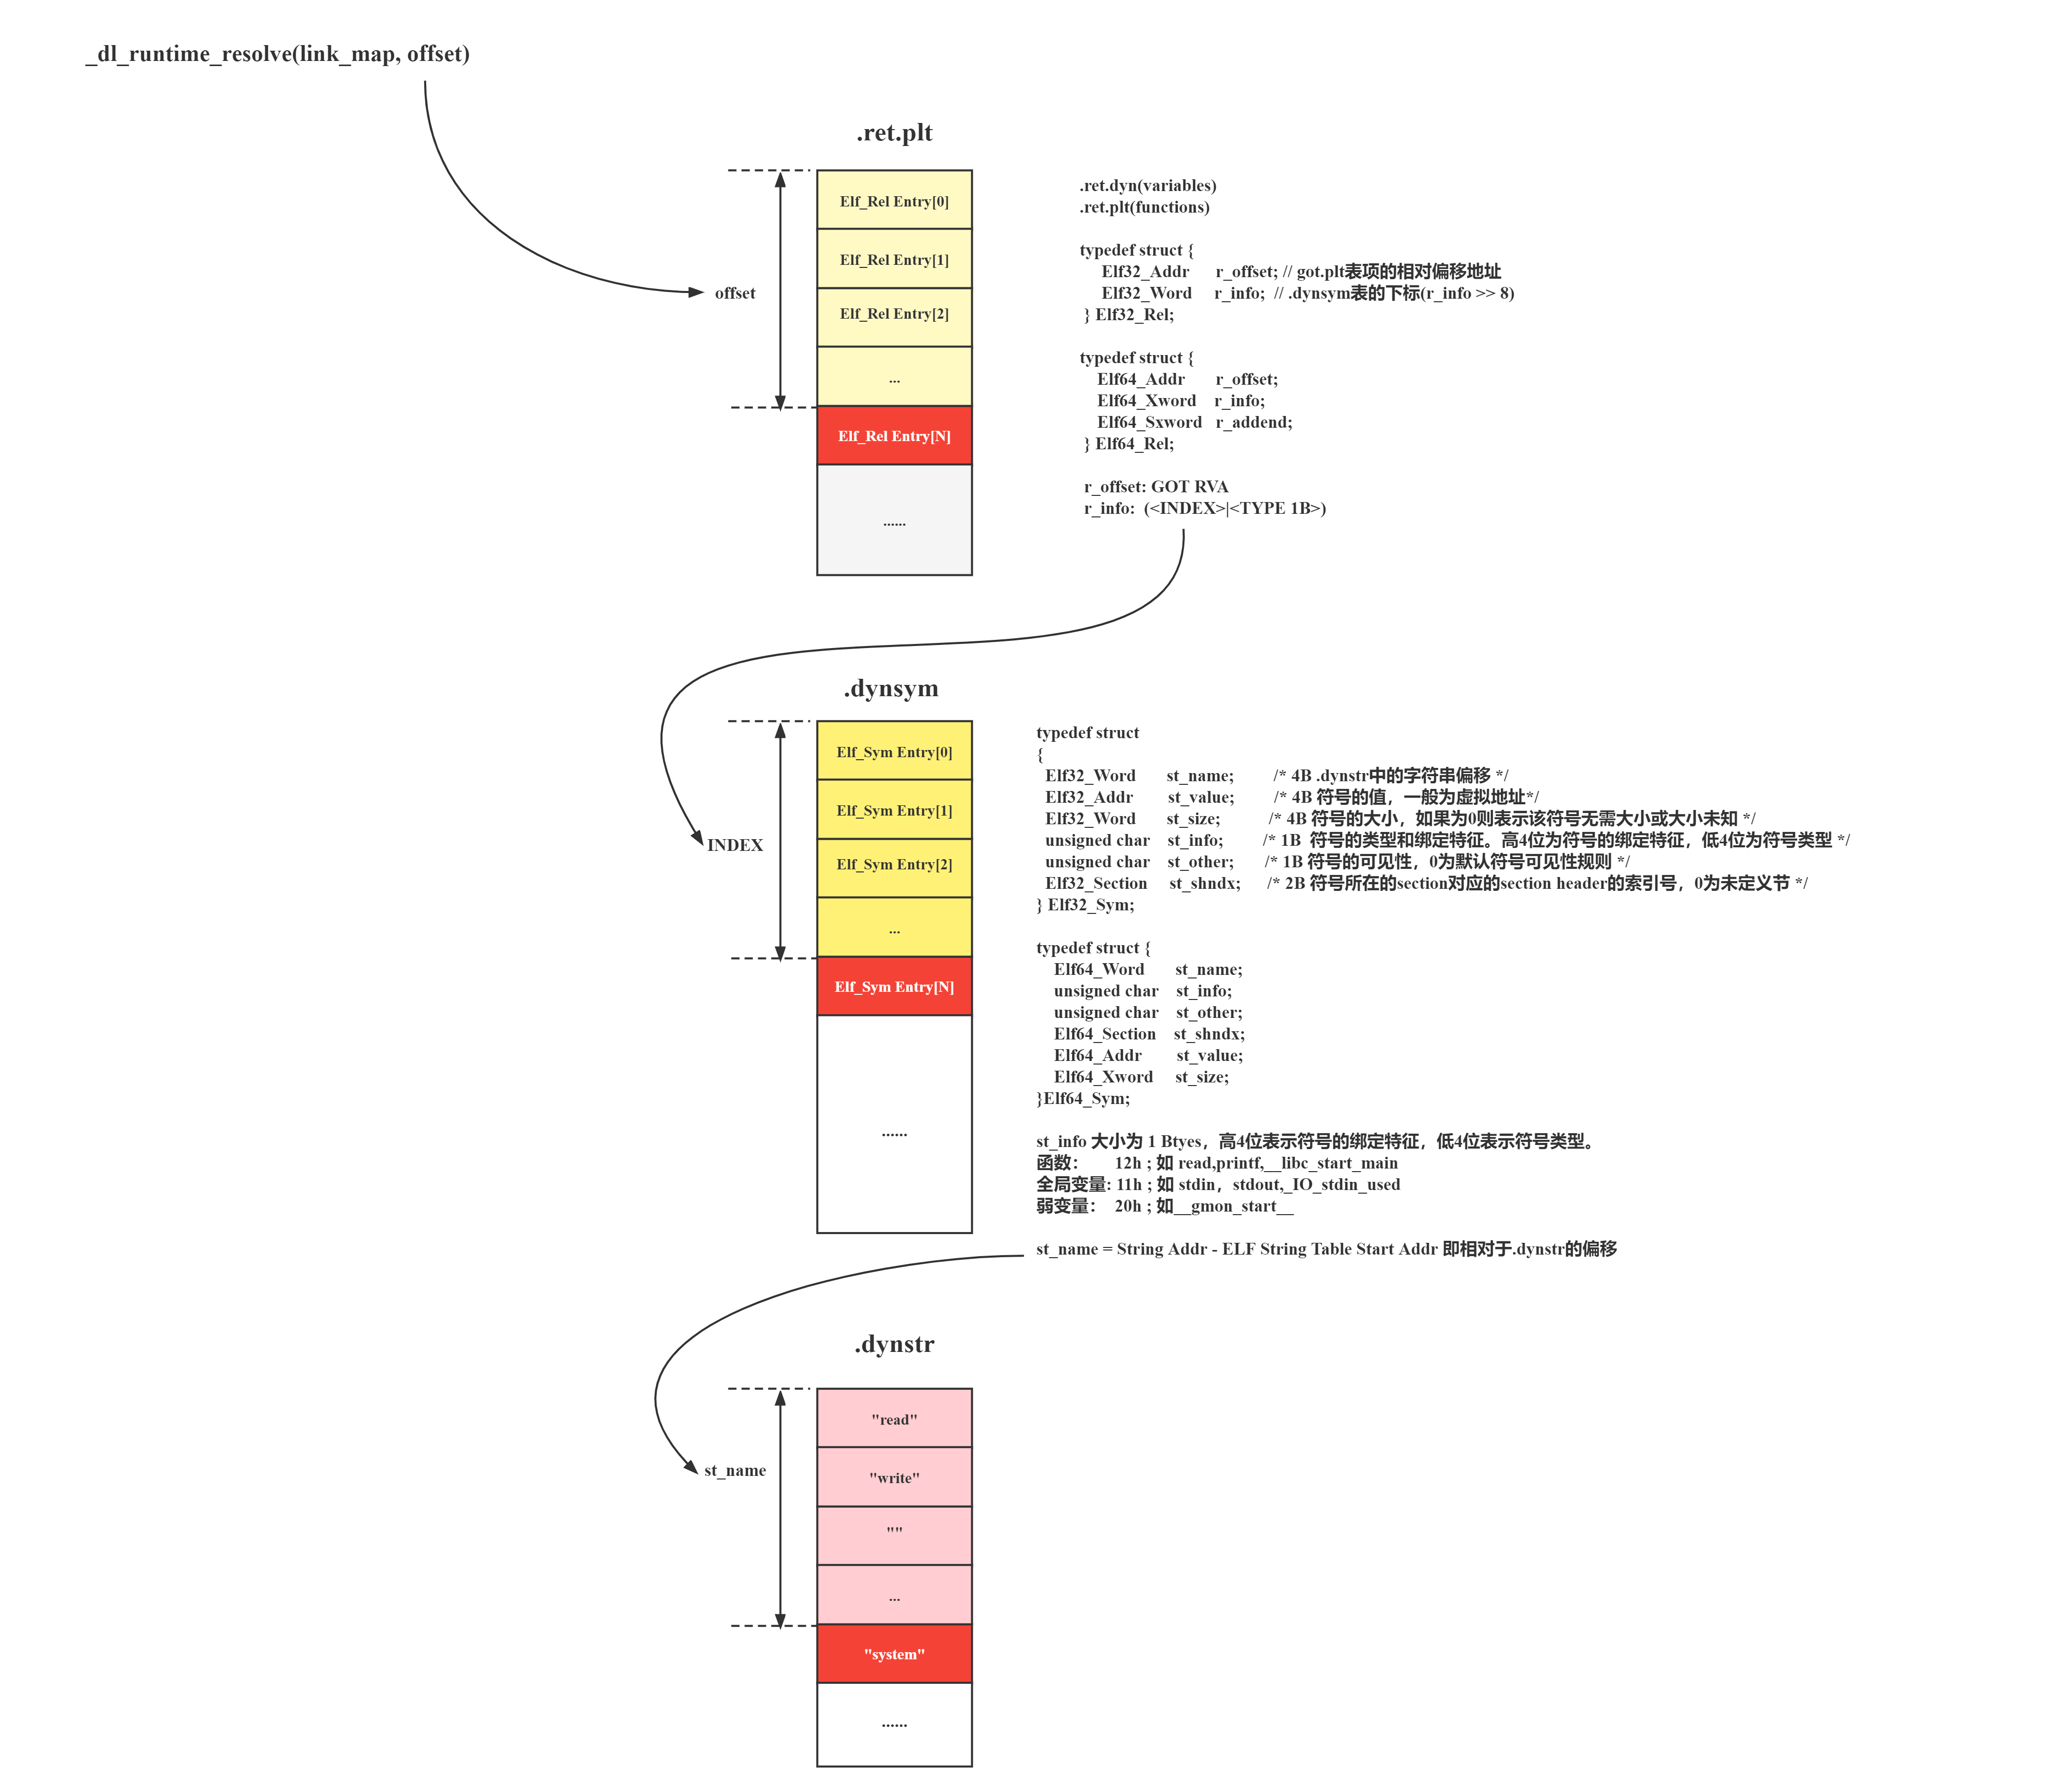 _dl_runtime_resolve(link_map, offset)
.ret.plt
offset
Elf_Rel Entry[0]
Elf_Rel Entry[1]
Elf_Rel Entry[2]
...
Elf_Rel Entry[N]
......
.ret.dyn(variables)
.ret.plt(functions)
typedef struct {
Elf32_Addr r_offset; // got.plt表项的相对偏移地址
Elf32_Word r_info; // .dynsym表的下标(r_info >> 8)
} Elf32_Rel;
typedef struct {
Elf64_Addr r_offset;
Elf64_Xword r_info;
Elf64_Sxword r_addend;
} Elf64_Rel;
r_offset: GOT RVA
r_info: (<INDEX>|<TYPE 1B>)
.dynsym
INDEX
Elf_Sym Entry[0]
Elf_Sym Entry[1]
Elf_Sym Entry[2]
...
Elf_Sym Entry[N]
......
typedef struct
{
Elf32_Word st_name; /* 4B .dynstr中的字符串偏移 */
Elf32_Addr st_value; /* 4B 符号的值，一般为虚拟地址*/
Elf32_Word st_size; /* 4B 符号的大小，如果为0则表示该符号无需大小或大小未知 */
unsigned char st_info; /* 1B 符号的类型和绑定特征。高4位为符号的绑定特征，低4位为符号类型 */
unsigned char st_other; /* 1B 符号的可见性，0为默认符号可见性规则 */
Elf32_Section st_shndx; /* 2B 符号所在的section对应的section header的索引号，0为未定义节 */
} Elf32_Sym;
typedef struct {
Elf64_Word st_name;
unsigned char st_info;
unsigned char st_other;
Elf64_Section st_shndx;
Elf64_Addr st_value;
Elf64_Xword st_size;
}Elf64_Sym;
st_info 大小为 1 Btyes，高4位表示符号的绑定特征，低4位表示符号类型。
函数： 12h ; 如 read,printf,__libc_start_main
全局变量: 11h ; 如 stdin，stdout,_IO_stdin_used
弱变量： 20h ; 如__gmon_start__
st_name = String Addr - ELF String Table Start Addr 即相对于.dynstr的偏移
.dynstr
st_name
"read"
"write"
""
...
"system"
......